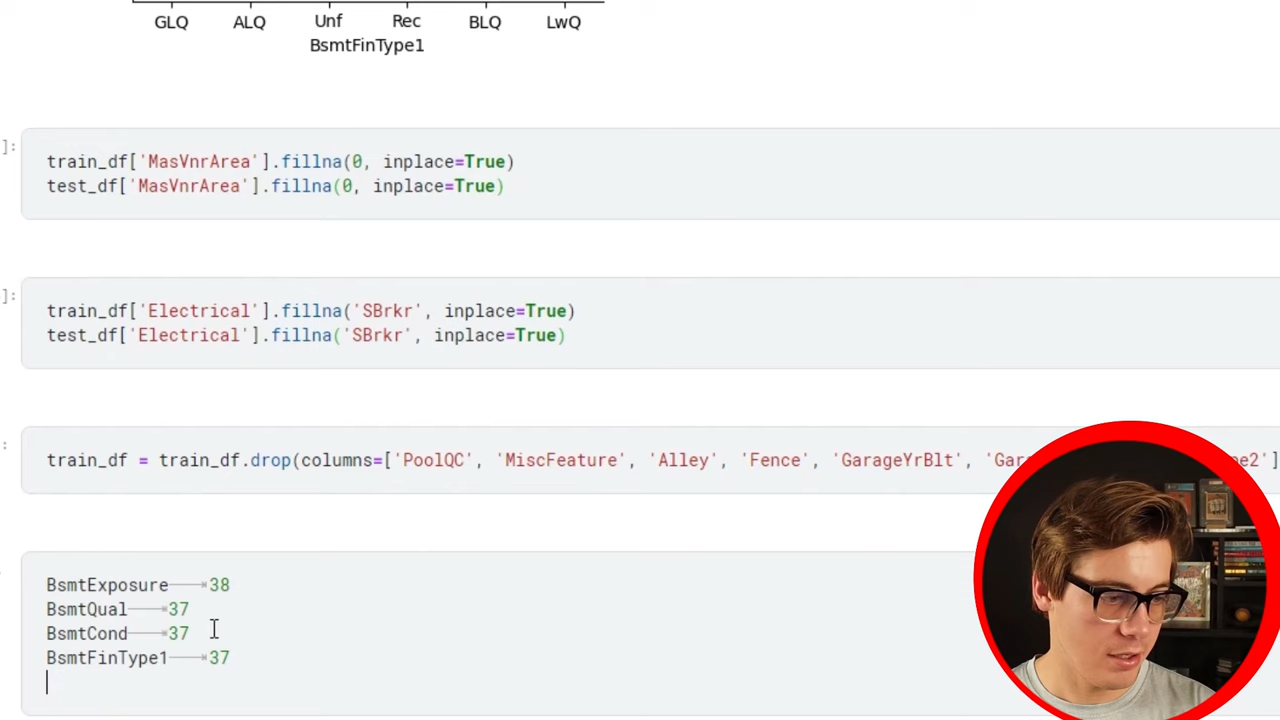 GLQ ALQ Unf Rec BLQ LwQ
BsmtFinType1
]:
train_df['MasVnrArea'].fillna(0, inplace=True)
test_df['MasVnrArea'].fillna(0, inplace=True)
]:
train_df['Electrical'].fillna('SBrkr', inplace=True)
test_df['Electrical'].fillna('SBrkr', inplace=True)
:
train_df = train_df.drop(columns=['PoolQC', 'MiscFeature', 'Alley', 'Fence', 'GarageYrBlt',
BsmtExposure 38
BsmtQual 37
BsmtCond 37
BsmtFinType1 37